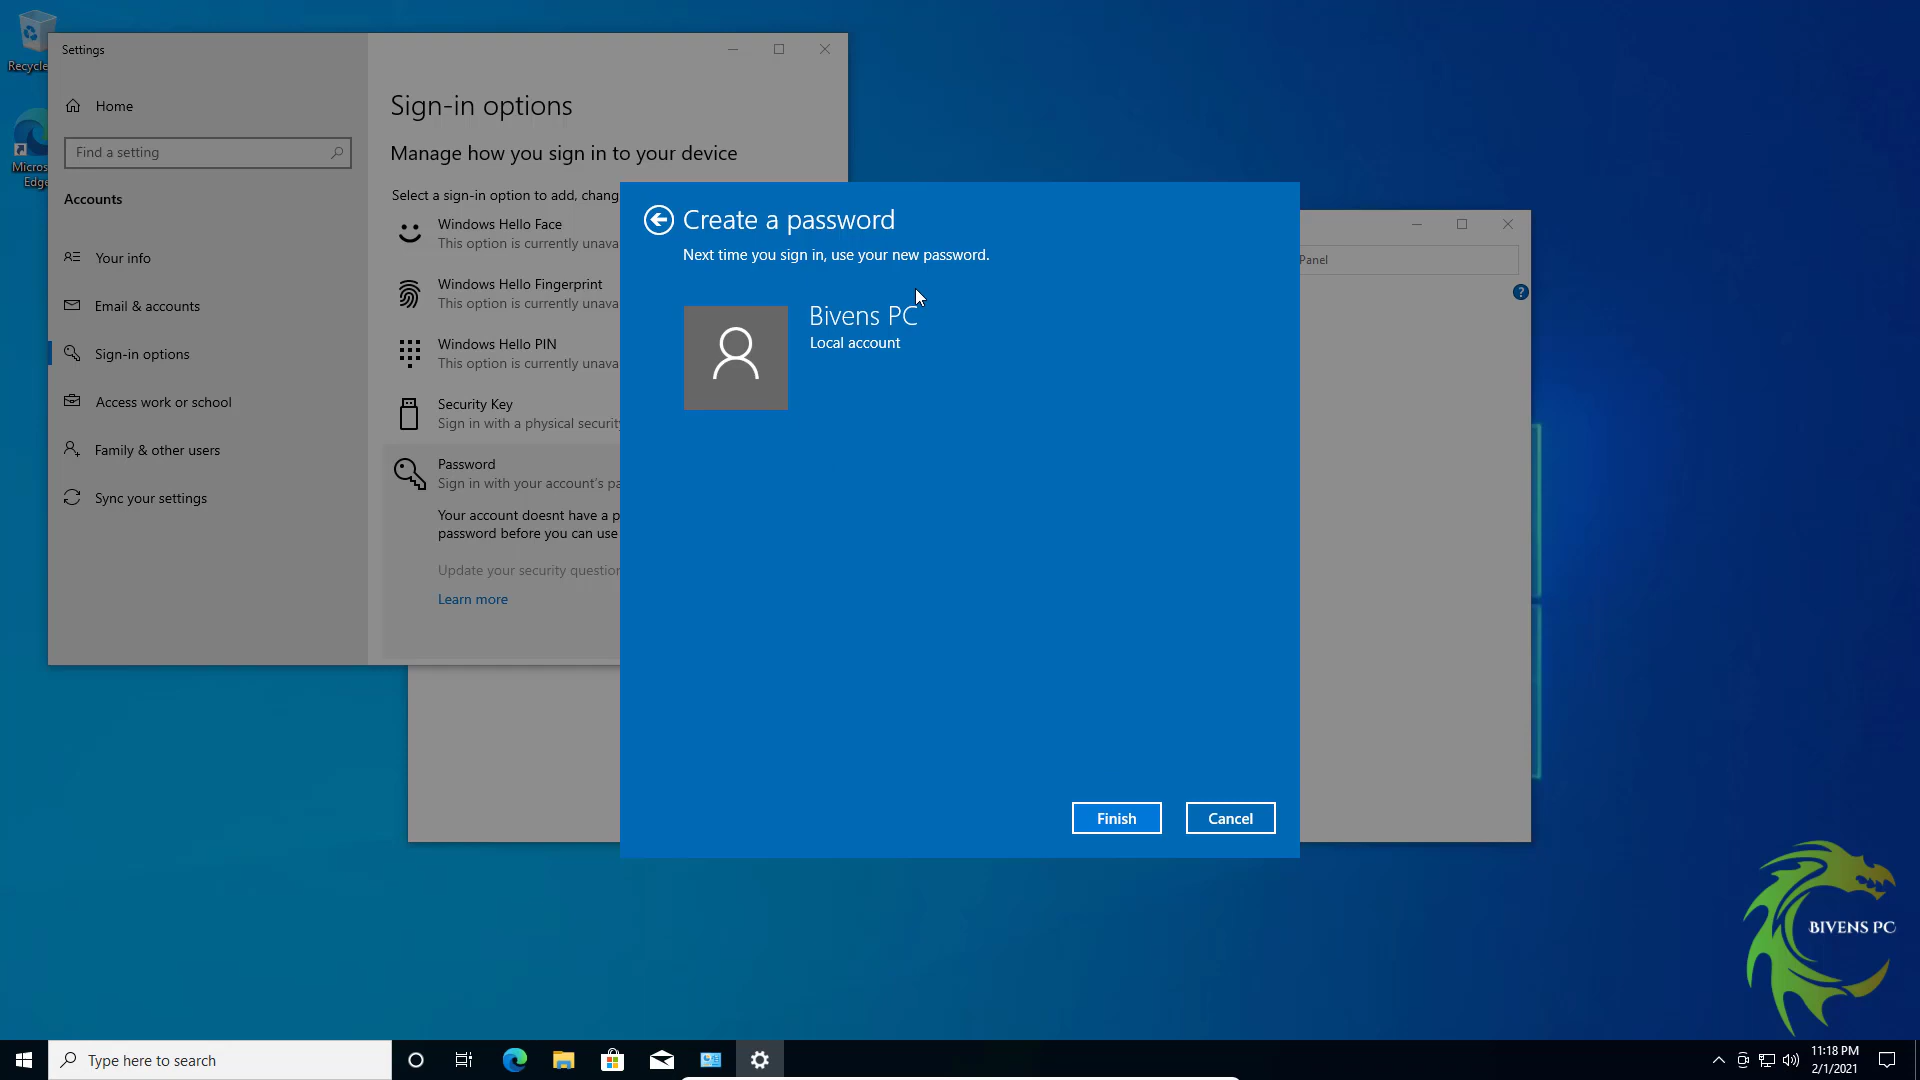 Recycle
Micros
Edge
Settings
Home
Find a setting
Accounts
Your info
Email & accounts
Sign-in options
Access work or school
Family & other users
Sync your settings
Sign-in options
Manage how you sign in to your device
Select a sign-in option to add, chang
Windows Hello Face
This option is currently unava
Windows Hello Fingerprint
This option is currently unava
Windows Hello PIN
This option is currently unava
Security Key
Sign in with a physical security
Password
Sign in with your account's pa
Your account doesnt have a p
password before you can use
Update your security question
Learn more
Create a password
Next time you sign in, use your new password.
Bivens PC
Local account
Finish
Cancel
Panel
?
BIVENS PC
Type here to search
11:18 PM
2/1/2021